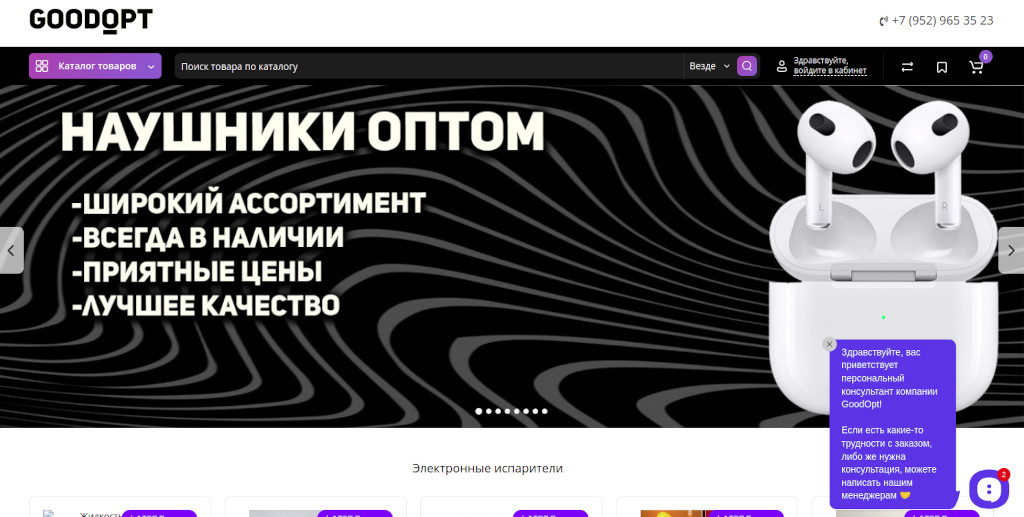 GOODOPT
+7 (952) 965 35 23
Каталог товаров
Поиск товара по каталогу
Везде
Здравствуйте,
войдите в кабинет
0
НАУШНИКИ ОПТОМ
-ШИРОКИЙ АССОРТИМЕНТ
-ВСЕГДА В НАЛИЧИИ
-ПРИЯТНЫЕ ЦЕНЫ
-ЛУЧШЕЕ КАЧЕСТВО
L
R
Здравствуйте, вас
приветствует
персональный
консультант компании
GoodOpt!
Если есть какие-то
трудности с заказом,
либо же нужна
консультация, можете
написать нашим
менеджерам 🤝
2
Электронные испарители